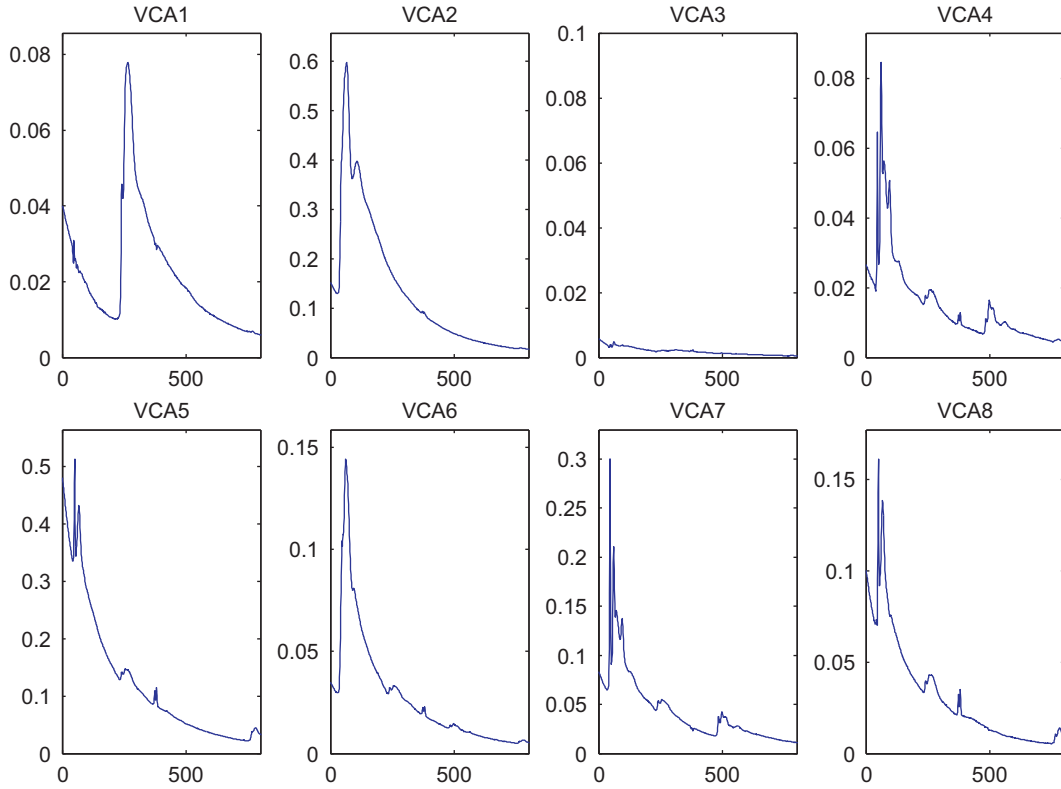 VCA1 VCA2 VCA3 VCA4
0.08 0.6 0.1 0.08
0.5 0.08
0.06 0.4 0.06 0.06
0.04 0.3 0.04 0.04
0.2
0.02 0.1 0.02 0.02
0 0 0 0
0 500 0 500 0 500 0 500
VCA5 VCA6 VCA7 VCA8
0.5 0.15 0.3 0.15
0.4 0.25
0.3 0.1 0.2 0.1
0.2 0.15
0.05 0.1 0.05
0.1 0.05
0 0 0 0
0 500 0 500 0 500 0 500